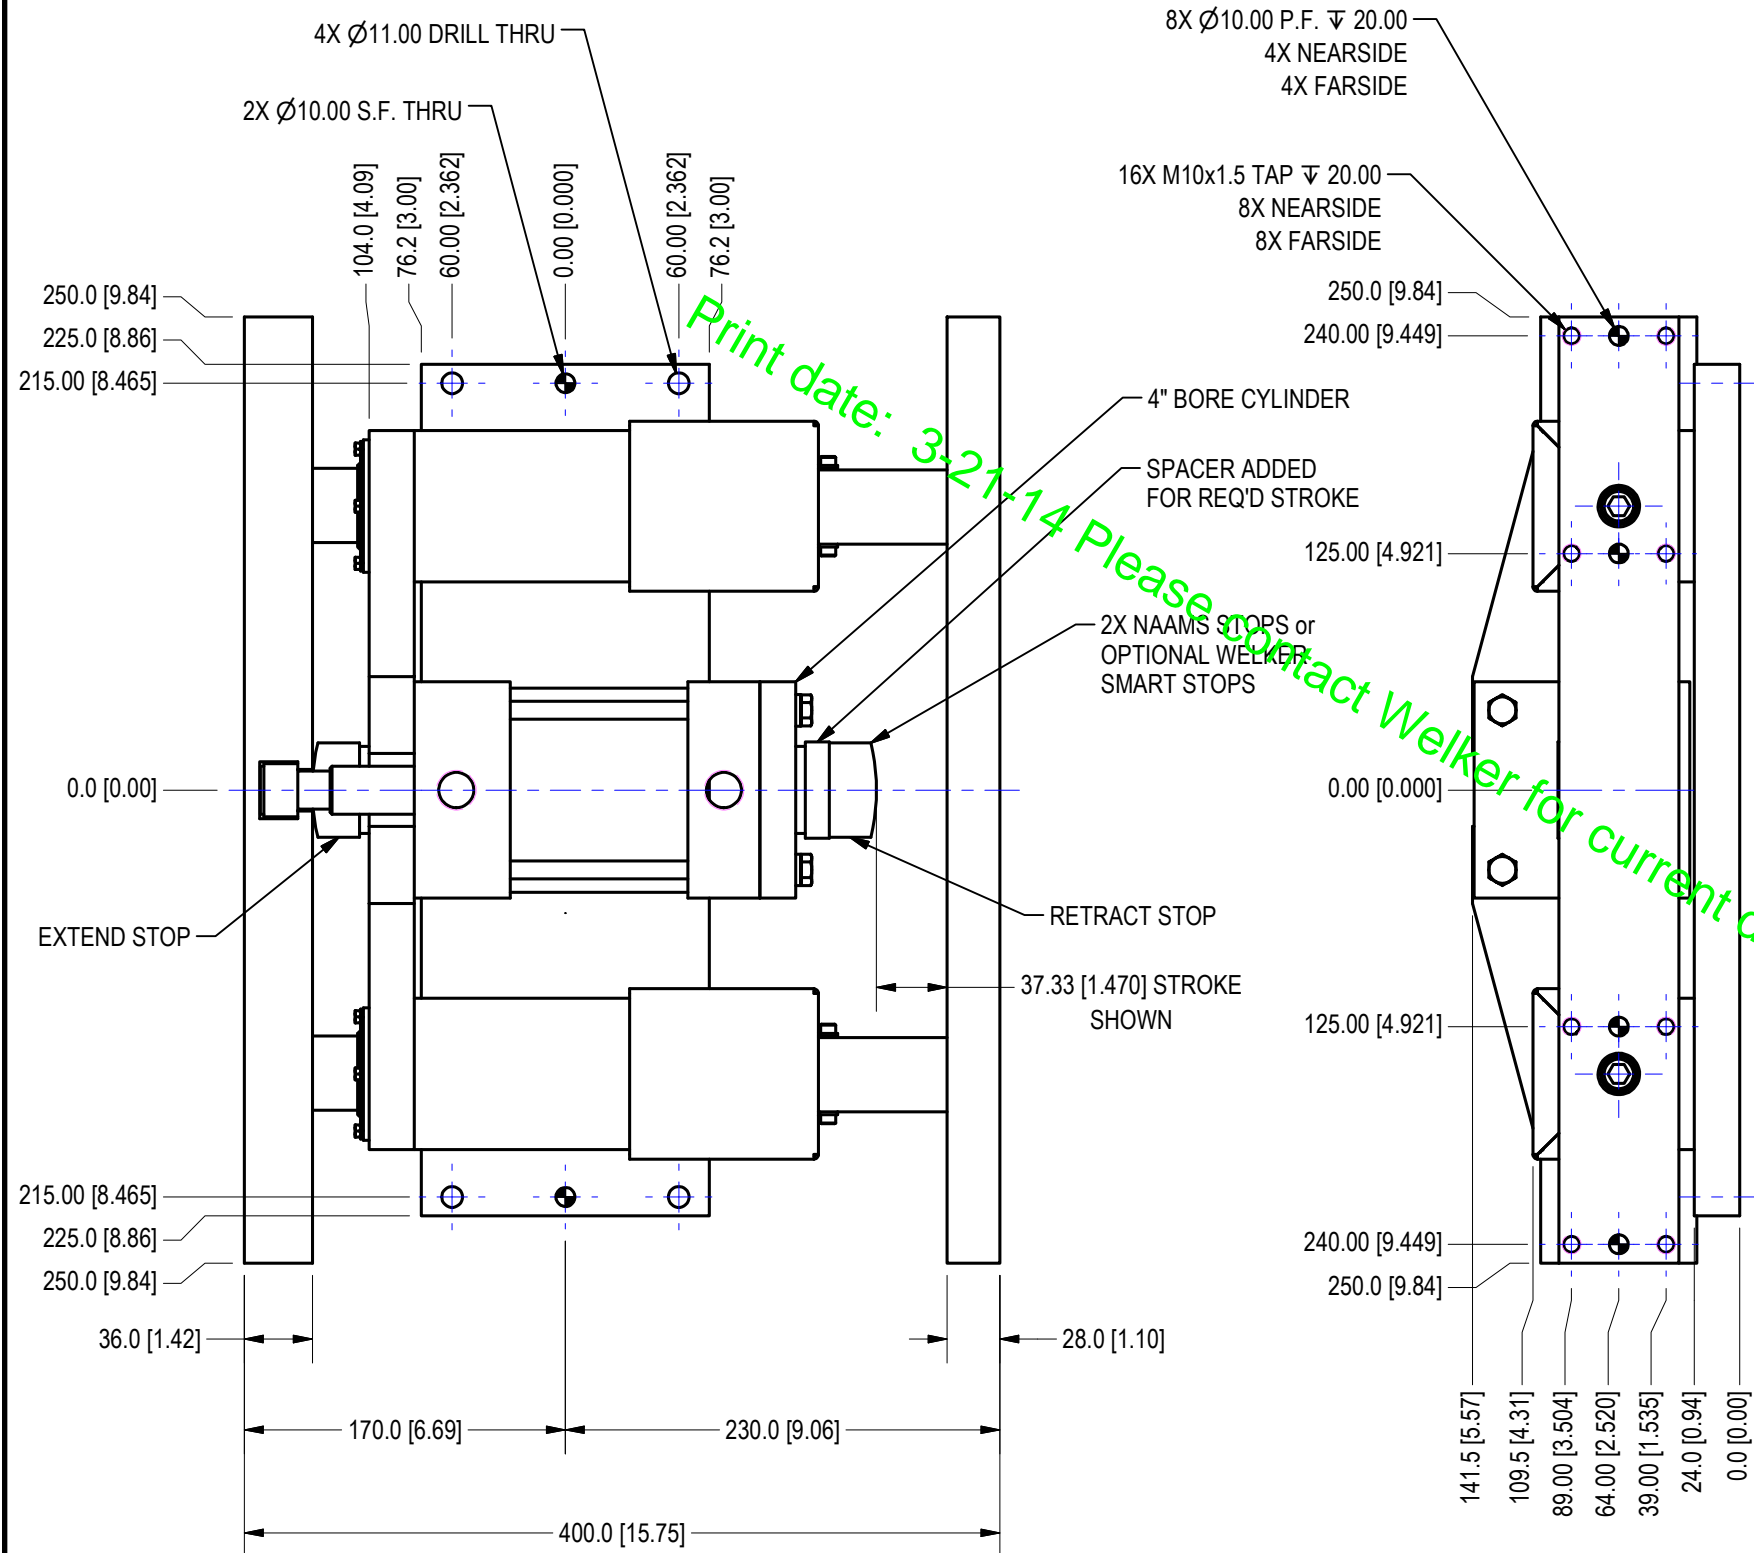 4X Ø11.00 DRILL THRU
2X Ø10.00 S.F. THRU
104.0 [4.09]
76.2 [3.00]
60.00 [2.362]
0.00 [0.000]
60.00 [2.362]
76.2 [3.00]
250.0 [9.84]
225.0 [8.86]
215.00 [8.465]
0.0 [0.00]
EXTEND STOP
215.00 [8.465]
225.0 [8.86]
250.0 [9.84]
36.0 [1.42]
28.0 [1.10]
170.0 [6.69]
230.0 [9.06]
400.0 [15.75]
4" BORE CYLINDER
SPACER ADDED
FOR REQ'D STROKE
2X NAAMS STOPS or
OPTIONAL WELKER
SMART STOPS
RETRACT STOP
37.33 [1.470] STROKE
SHOWN
8X Ø10.00 P.F. ↧ 20.00
4X NEARSIDE
4X FARSIDE
16X M10x1.5 TAP ↧ 20.00
8X NEARSIDE
8X FARSIDE
250.0 [9.84]
240.00 [9.449]
125.00 [4.921]
0.00 [0.000]
125.00 [4.921]
240.00 [9.449]
250.0 [9.84]
141.5 [5.57]
109.5 [4.31]
89.00 [3.504]
64.00 [2.520]
39.00 [1.535]
24.0 [0.94]
0.0 [0.00]
Print date: 3-21-14 Please contact Welker for current